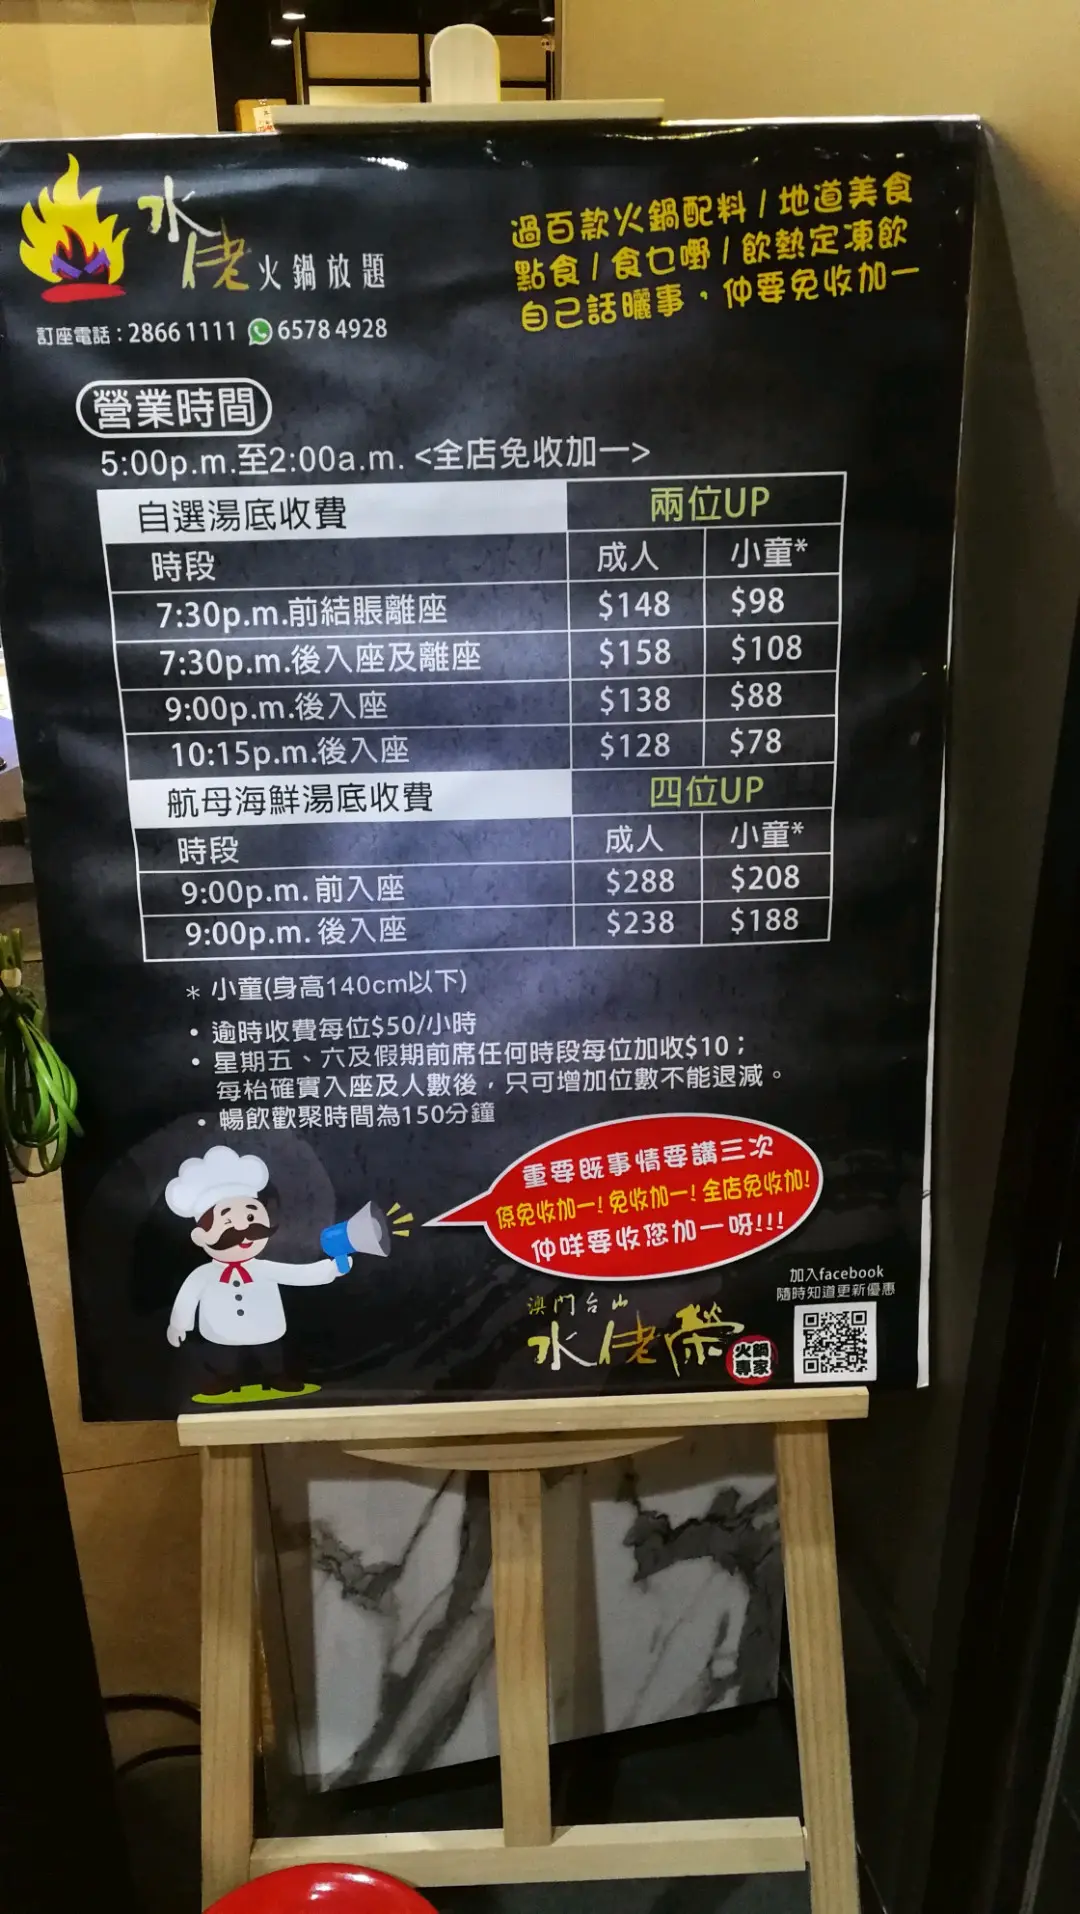 水佬火鍋放題
訂座電話：2866 1111 6578 4928
過百款火鍋配料/地道美食
點食/食乜嘢/飲熱定凍飲
自己話曬事，仲要免收加一
營業時間
5:00p.m.至2:00a.m. <全店免收加一>
自選湯底收費 兩位UP
時段 成人 小童*
7:30p.m.前結賬離座 $148 $98
7:30p.m.後入座及離座 $158 $108
9:00p.m.後入座 $138 $88
10:15p.m.後入座 $128 $78
航母海鮮湯底收費 四位UP
時段 成人 小童*
9:00p.m. 前入座 $288 $208
9:00p.m. 後入座 $238 $188
* 小童(身高140cm以下)
• 逾時收費每位$50/小時
• 星期五、六及假期前席任何時段每位加收$10；
每枱確實入座及人數後，只可增加位數不能退減。
• 暢飲歡聚時間為150分鐘
重要既事情要講三次
係免收加一! 免收加一! 全店免收加!
仲咩要收您加一呀!!!
加入facebook
隨時知道更新優惠
澳門台山
水佬榮
火鍋
專家